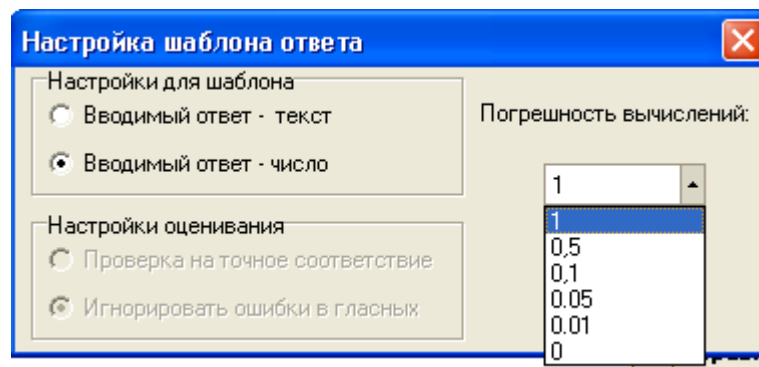 Настройка шаблона ответа
Настройки для шаблона
Вводимый ответ - текст
Вводимый ответ - число
Погрешность вычислений:
1
1
0,5
0,1
0.05
0.01
0
Настройки оценивания
Проверка на точное соответствие
Игнорировать ошибки в гласных